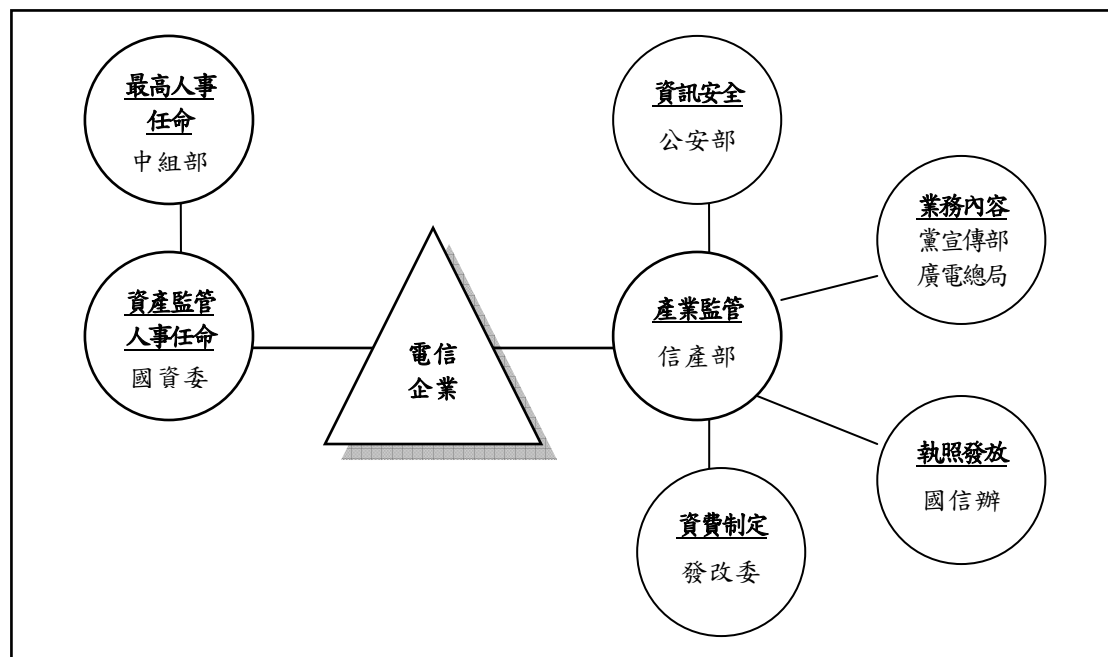 最高人事
任命
中組部
資產監管
人事任命
國資委
電信
企業
資訊安全
公安部
產業監管
信產部
業務內容
黨宣傳部
廣電總局
執照發放
國信辦
資費制定
發改委